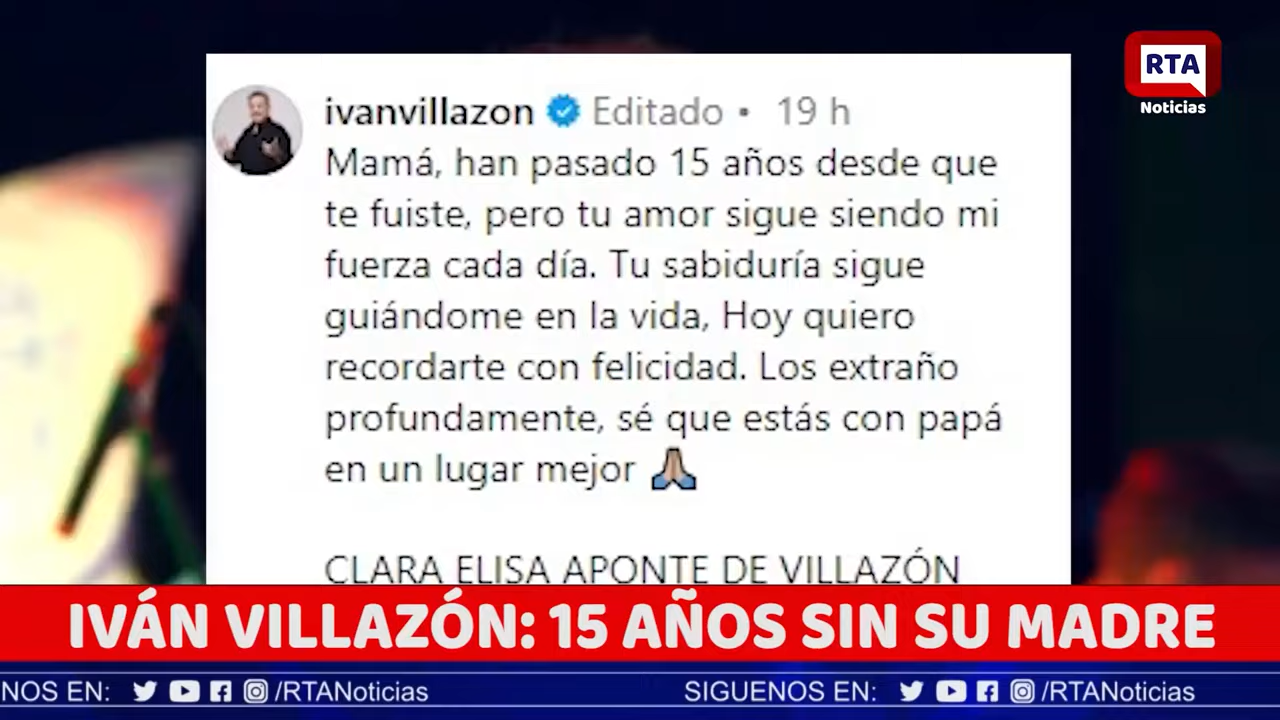 RTA
Noticias
ivanvillazon Editado • 19 h
Mamá, han pasado 15 años desde que
te fuiste, pero tu amor sigue siendo mi
fuerza cada día. Tu sabiduría sigue
guiándome en la vida, Hoy quiero
recordarte con felicidad. Los extraño
profundamente, sé que estás con papá
en un lugar mejor 🙏🏽
CLARA ELISA APONTE DE VILLAZÓN
IVÁN VILLAZÓN: 15 AÑOS SIN SU MADRE
NOS EN: /RTANoticias SIGUENOS EN: /RTANoticias